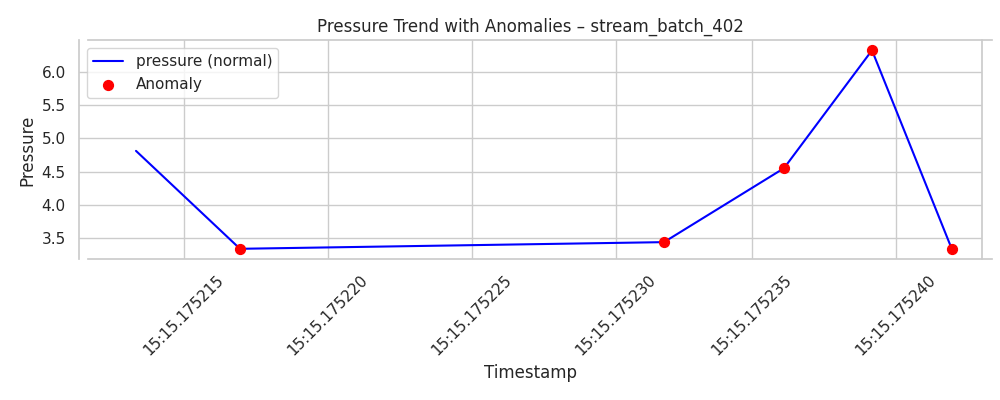 Pressure Trend with Anomalies – stream_batch_402
pressure (normal)
Anomaly
Pressure
6.0
5.5
5.0
4.5
4.0
3.5
15:15.175215
15:15.175220
15:15.175225
15:15.175230
15:15.175235
15:15.175240
Timestamp